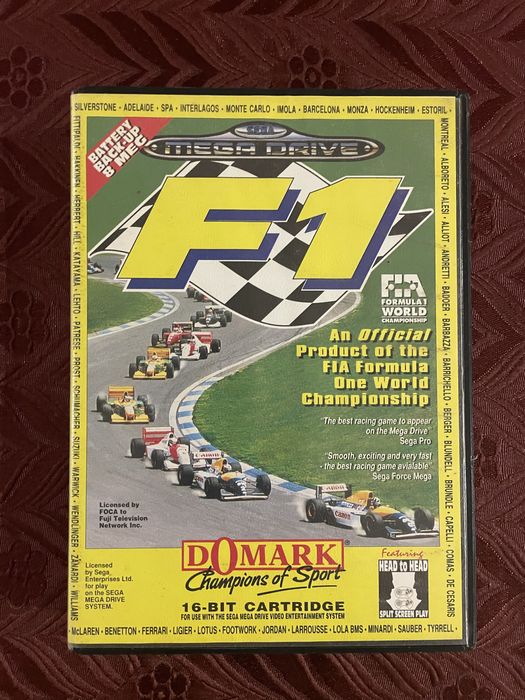 SILVERSTONE • ADELAIDE • SPA • INTERLAGOS • MONTE CARLO • IMOLA • BARCELONA • MONZA • HOCKENHEIM • ESTORIL •
MONTREAL • ALBORETO • ALESI • ALLIOT • ANDRETTI • BADOER • BARBAZZA • BARRICHELLO • BERGER • BLUNDELL • BRUNDLE • CAPELLI • COMAS • DE CESARIS
FITTIPALDI • HAKKINEN • HERBERT • HILL • KATAYAMA • LEHTO • PATRESE • PROST • SCHUMACHER • SUZUKI • WARWICK • WENDLINGER • ZANARDI • WILLIAMS
BATTERY
BACK-UP
8 MEG
SEGA
MEGA DRIVE
F1
FIA
FORMULA 1
WORLD
CHAMPIONSHIP
An Official
Product of the
FIA Formula
One World
Championship
"The best racing game to appear
on the Mega Drive"
Sega Pro
"Smooth, exciting and very fast
- the best racing game avialable"
Sega Force Mega
CANON
Licensed by
FOCA to
Fuji Television
Network Inc.
Licensed
by Sega
Enterprises Ltd.
for play
on the SEGA
MEGA DRIVE
SYSTEM.
DOMARK
Champions of Sport
16-BIT CARTRIDGE
FOR USE WITH THE SEGA MEGA DRIVE VIDEO ENTERTAINMENT SYSTEM
Featuring
HEAD to HEAD
SPLIT SCREEN PLAY
McLAREN • BENETTON • FERRARI • LIGIER • LOTUS • FOOTWORK • JORDAN • LARROUSSE • LOLA BMS • MINARDI • SAUBER • TYRRELL •